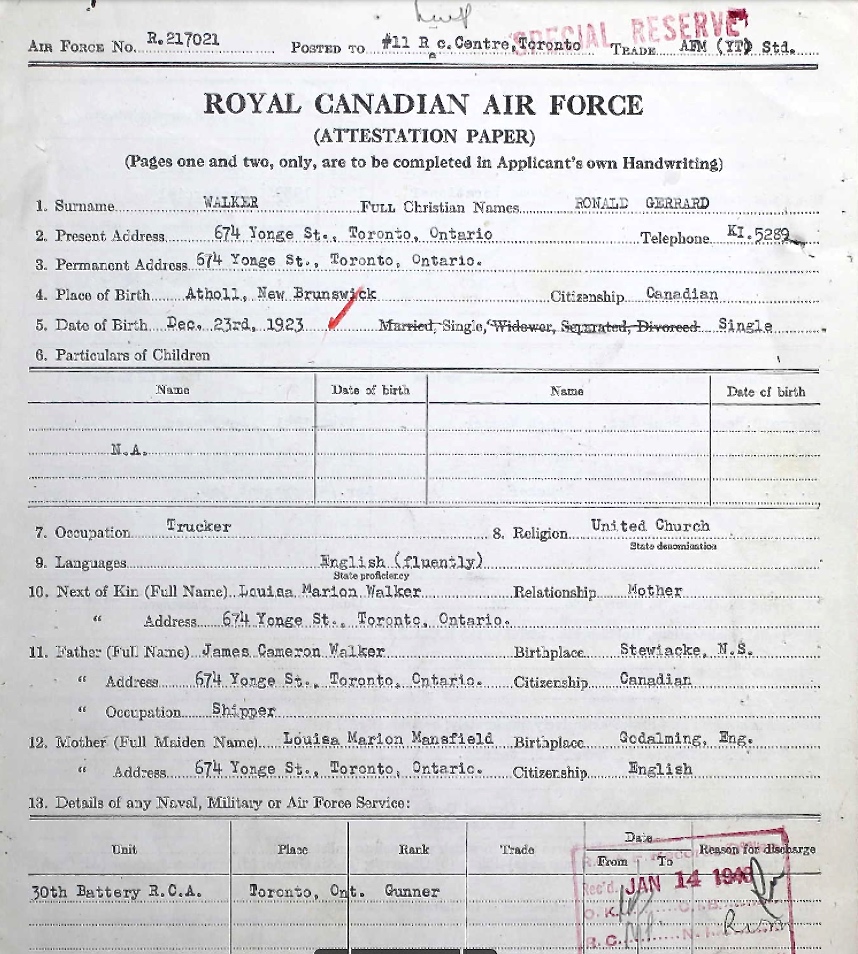 SPECIAL RESERVE
AIR FORCE NO. R.217021 POSTED TO #11 R c. Centre, Toronto TRADE AFM (YT) Std.
ROYAL CANADIAN AIR FORCE
(ATTESTATION PAPER)
(Pages one and two, only, are to be completed in Applicant's own Handwriting)
1. Surname WALKER FULL Christian Names RONALD GERRARD
2. Present Address 674 Yonge St., Toronto, Ontario Telephone KI.5289
3. Permanent Address 674 Yonge St., Toronto, Ontario.
4. Place of Birth Atholl, New Brunswick Citizenship Canadian
5. Date of Birth Dec. 23rd, 1923 Married, Single, Widower, Separated, Divorced Single
6. Particulars of Children
Name Date of birth Name Date of birth
N.A.
7. Occupation Trucker 8. Religion United Church
State denomination
9. Languages English (fluently)
State proficiency
10. Next of Kin (Full Name) Louisa Marion Walker Relationship Mother
" Address 674 Yonge St., Toronto, Ontario.
11. Father (Full Name) James Cameron Walker Birthplace Stewiacke, N.S.
" Address 674 Yonge St., Toronto, Ontario. Citizenship Canadian
" Occupation Shipper
12. Mother (Full Maiden Name) Louisa Marion Mansfield Birthplace Godalming, Eng.
" Address 674 Yonge St., Toronto, Ontario. Citizenship English
13. Details of any Naval, Military or Air Force Service:
Unit Place Rank Trade Date Reason for discharge
From To
Rec'd. JAN 14
30th Battery R.C.A. Toronto, Ont. Gunner
O.K.